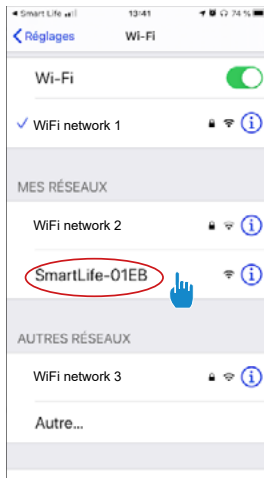 ◀ Smart Life 13:41 74 %
Réglages Wi-Fi
Wi-Fi
WiFi network 1
MES RÉSEAUX
WiFi network 2
SmartLife-01EB
AUTRES RÉSEAUX
WiFi network 3
Autre...